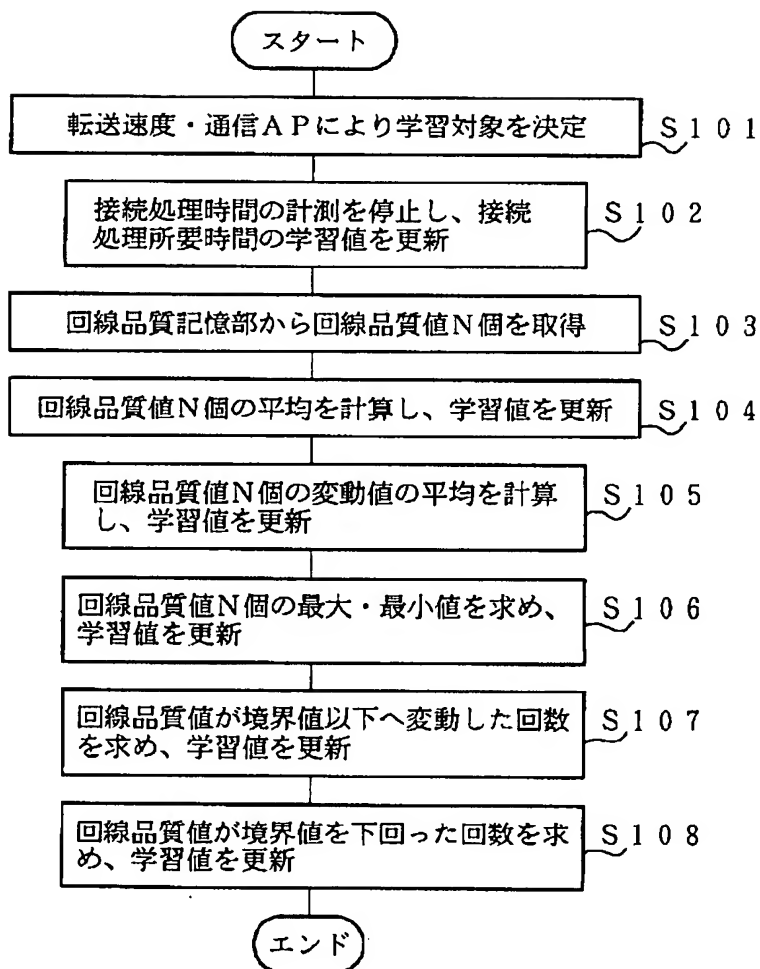 スタート
転送速度・通信APにより学習対象を決定 S101
接続処理時間の計測を停止し、接続 S102
処理所要時間の学習値を更新
回線品質記憶部から回線品質値N個を取得 S103
回線品質値N個の平均を計算し、学習値を更新 S104
回線品質値N個の変動値の平均を計算 S105
し、学習値を更新
回線品質値N個の最大・最小値を求め、 S106
学習値を更新
回線品質値が境界値以下へ変動した回数 S107
を求め、学習値を更新
回線品質値が境界値を下回った回数を求 S108
め、学習値を更新
エンド